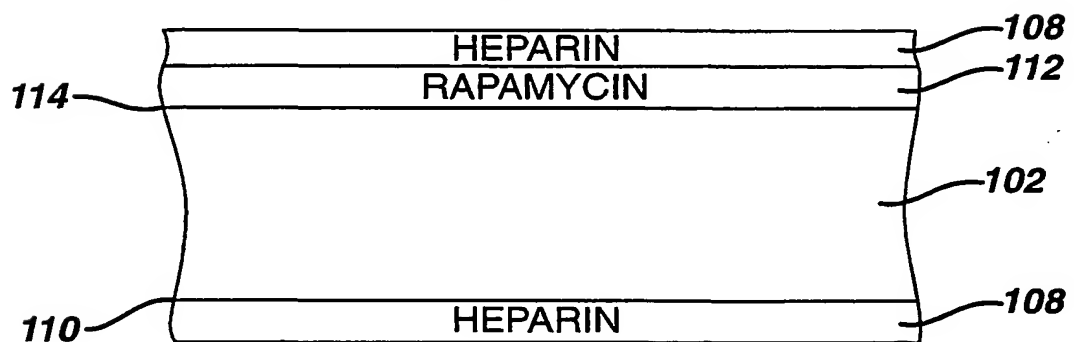 HEPARIN 108
RAPAMYCIN 112
114
102
110 HEPARIN 108